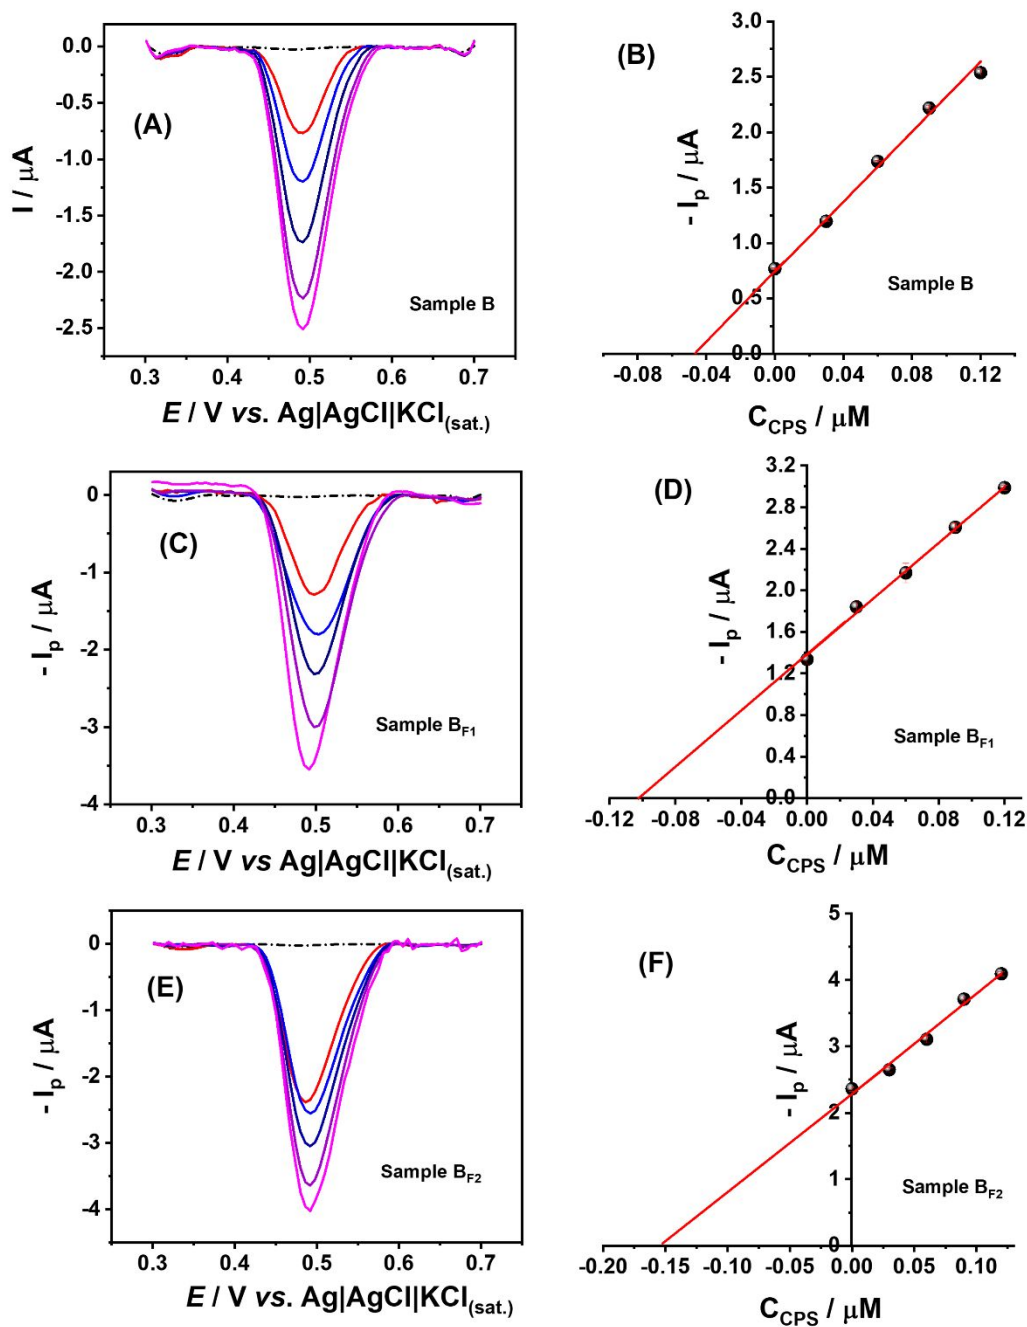 (A)
I / μA
0.0
-0.5
-1.0
-1.5
-2.0
-2.5
Sample B
0.3 0.4 0.5 0.6 0.7
E / V vs. Ag|AgCl|KCl(sat.)
(B)
- Ip / μA
3.0
2.5
2.0
1.5
1.0
0.5
0.0
Sample B
-0.08 -0.04 0.00 0.04 0.08 0.12
CCPS / μM
(C)
- Ip / μA
0
-1
-2
-3
-4
Sample BF1
0.3 0.4 0.5 0.6 0.7
E / V vs Ag|AgCl|KCl(sat.)
(D)
- Ip / μA
3.2
2.8
2.4
2.0
1.6
1.2
0.8
0.4
0.0
Sample BF1
-0.12 -0.08 -0.04 0.00 0.04 0.08 0.12
CCPS / μM
(E)
- Ip / μA
0
-1
-2
-3
-4
Sample BF2
0.3 0.4 0.5 0.6 0.7
E / V vs. Ag|AgCl|KCl(sat.)
(F)
- Ip / μA
5
4
3
2
1
0
Sample BF2
-0.20 -0.15 -0.10 -0.05 0.00 0.05 0.10
CCPS / μM